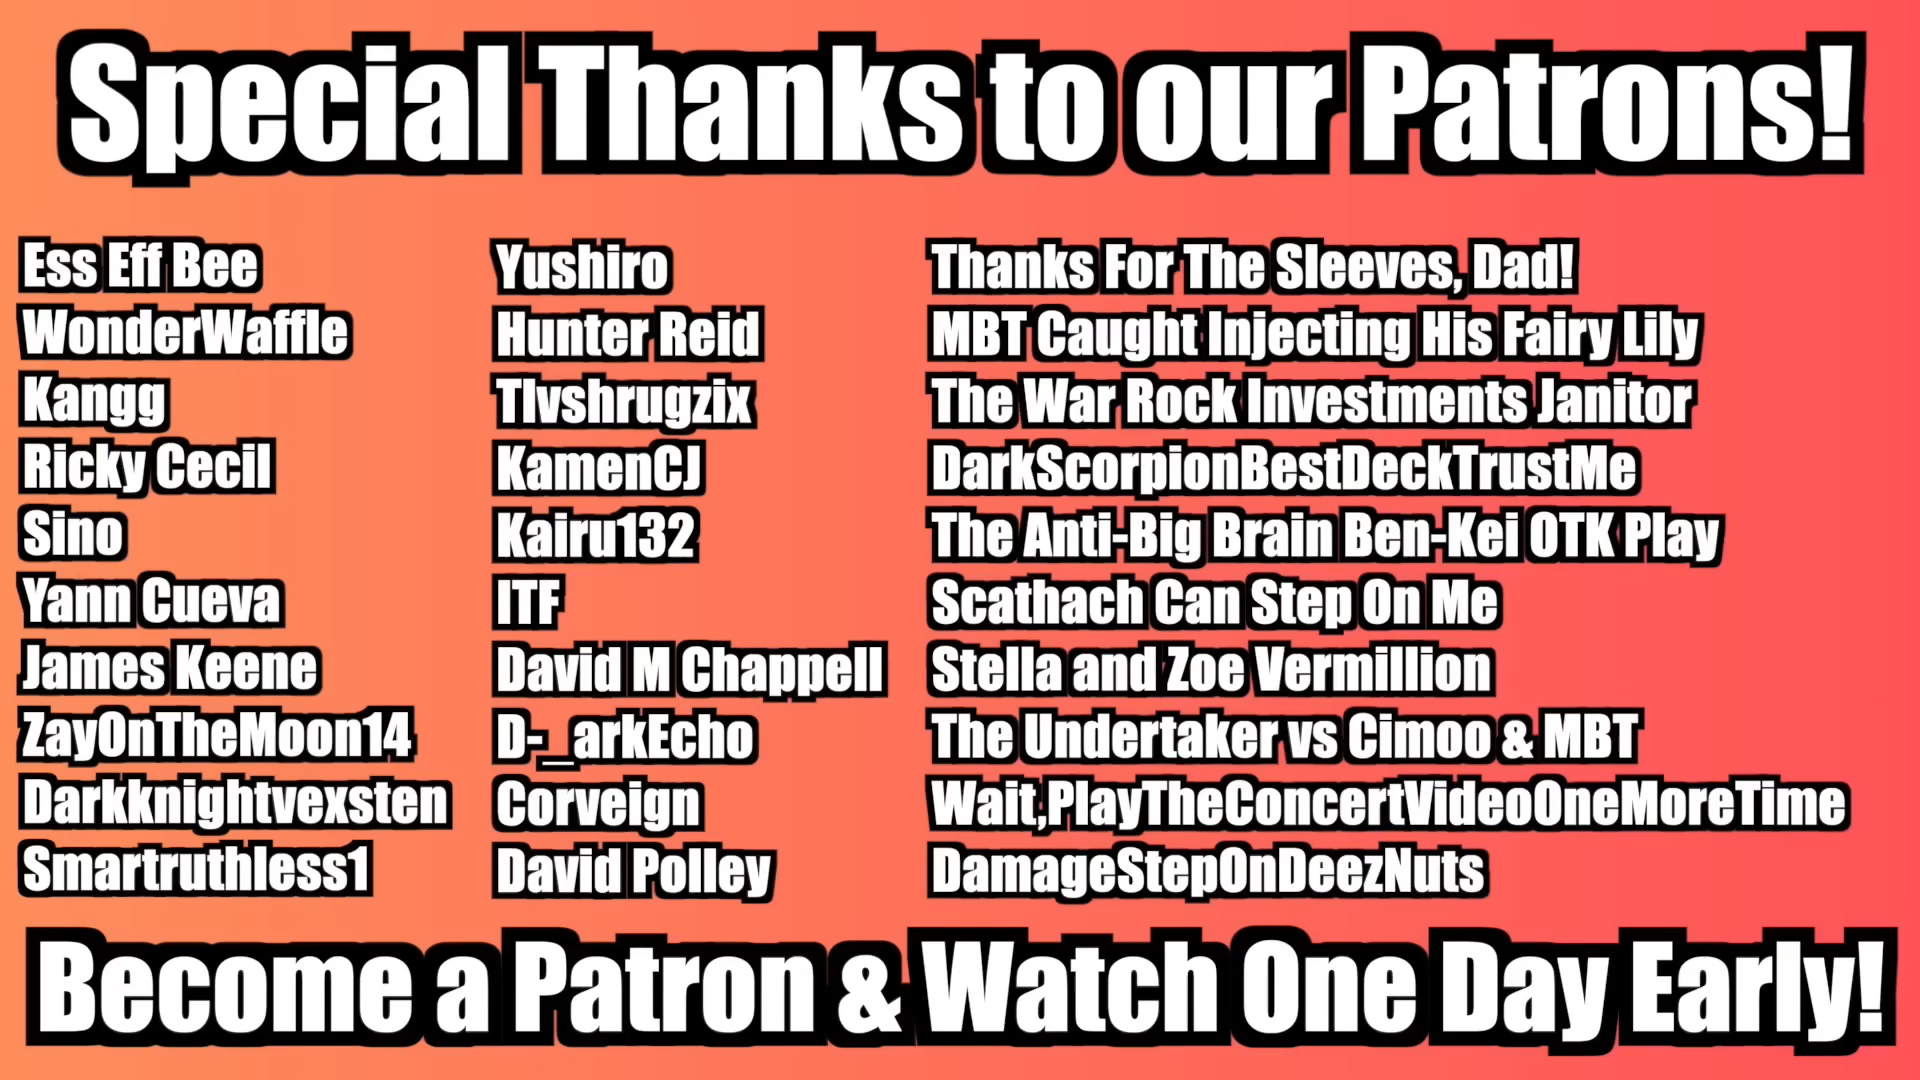 Special Thanks to our Patrons!
Ess Eff Bee
WonderWaffle
Kangg
Ricky Cecil
Sino
Yann Cueva
James Keene
ZayOnTheMoon14
Darkknightvexsten
Smartruthless1
Yushiro
Hunter Reid
Tlvshrugzix
KamenCJ
Kairu132
ITF
David M Chappell
D-_arkEcho
Corveign
David Polley
Thanks For The Sleeves, Dad!
MBT Caught Injecting His Fairy Lily
The War Rock Investments Janitor
DarkScorpionBestDeckTrustMe
The Anti-Big Brain Ben-Kei OTK Play
Scathach Can Step On Me
Stella and Zoe Vermillion
The Undertaker vs Cimoo & MBT
Wait,PlayTheConcertVideoOneMoreTime
DamageStepOnDeezNuts
Become a Patron & Watch One Day Early!